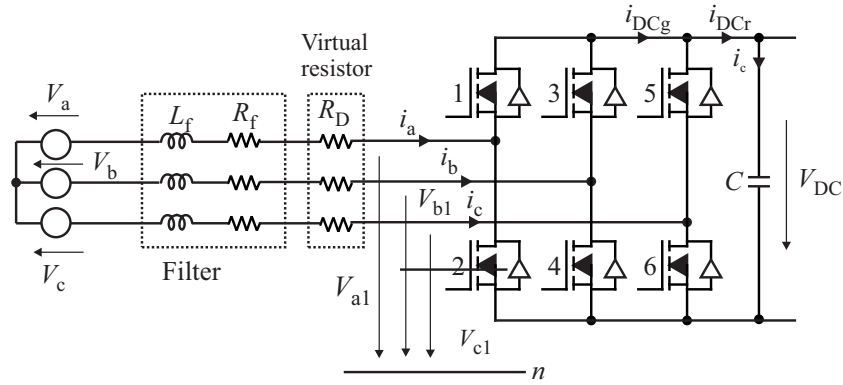 i_DCg
i_DCr
Virtual
resistor
1
3
5
i_c
V_a
L_f
R_f
R_D
i_a
V_b
i_b
C
V_DC
V_b1
i_c
V_c
Filter
2
4
6
V_a1
V_c1
n